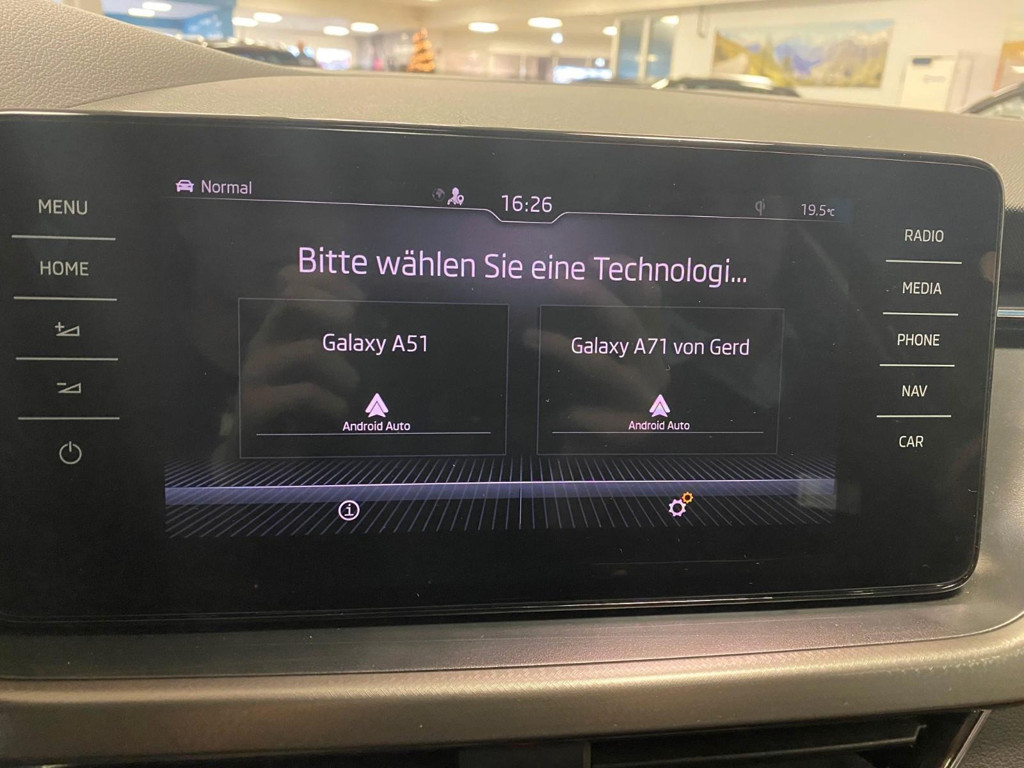 MENU
HOME
Normal
16:26
qi
19.5°C
Bitte wählen Sie eine Technologi...
Galaxy A51
Android Auto
Galaxy A71 von Gerd
Android Auto
RADIO
MEDIA
PHONE
NAV
CAR